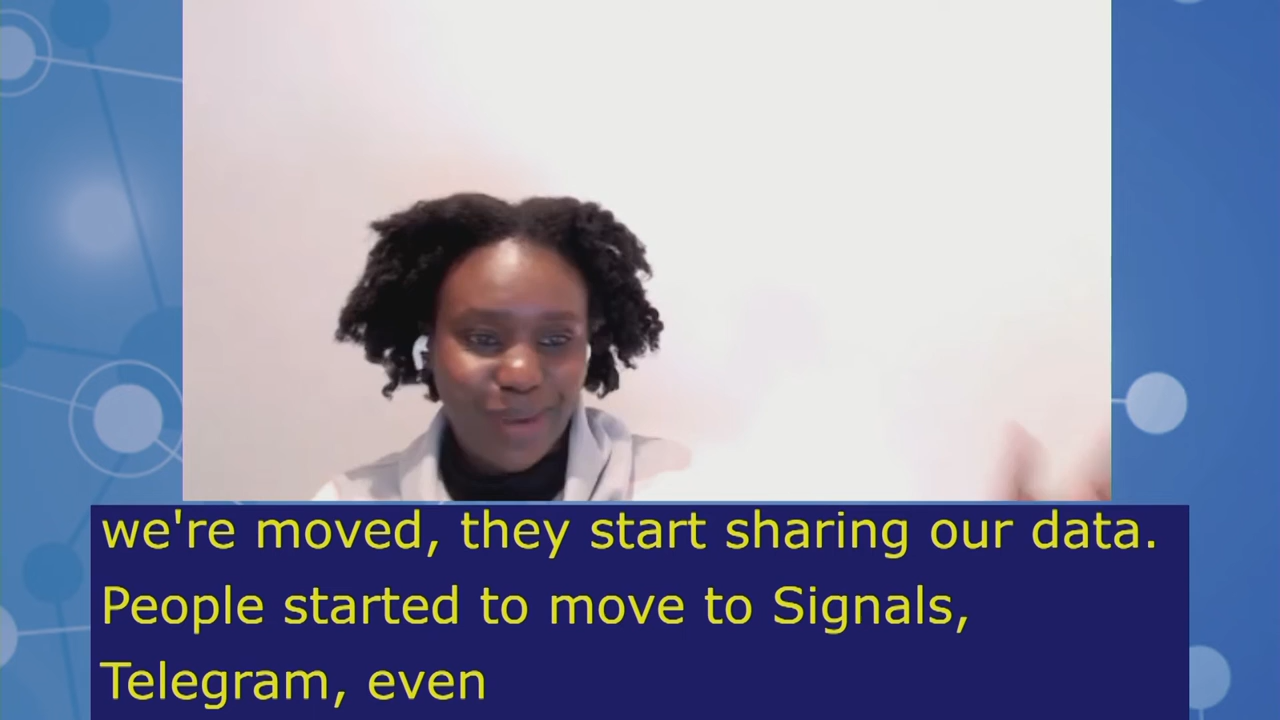 we're moved, they start sharing our data.
People started to move to Signals,
Telegram, even